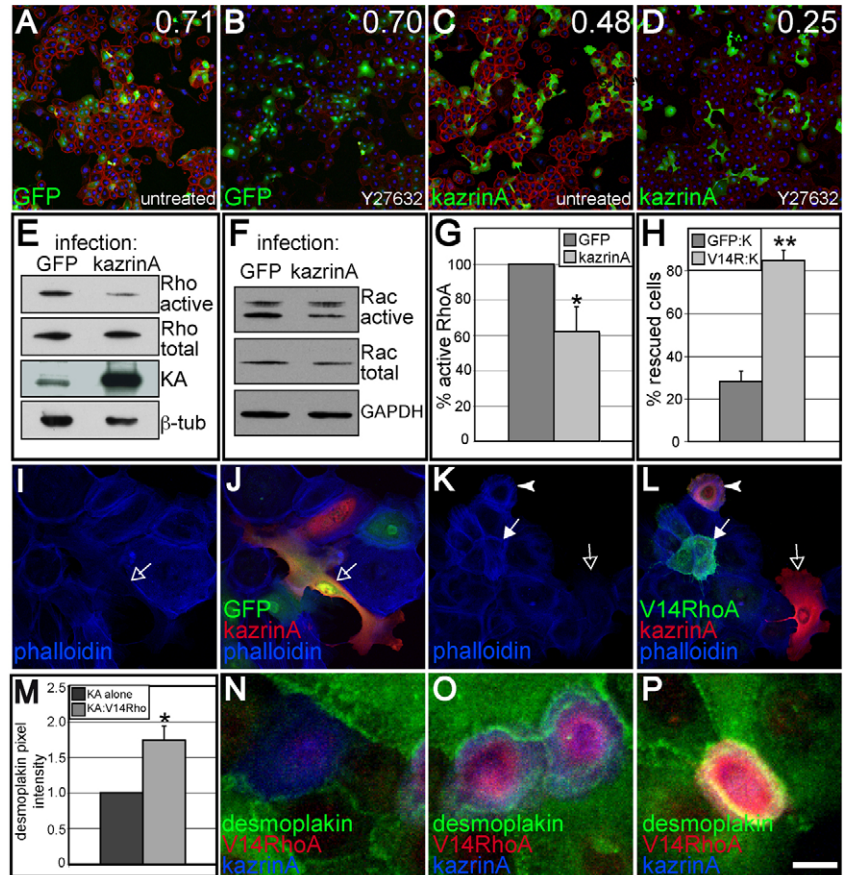 A 0.71
GFP untreated
B 0.70
GFP Y27632
C 0.48
kazrinA untreated
D 0.25
kazrinA Y27632
E infection:
GFP kazrinA
Rho active
Rho total
KA
β-tub
F infection:
GFP kazrinA
Rac active
Rac total
GAPDH
G
GFP
kazrinA
% active RhoA
100
80
60
40
20
0
*
H
GFP:K
V14R:K
% rescued cells
80
60
40
20
0
**
I
phalloidin
J
GFP
kazrinA
phalloidin
K
phalloidin
L
V14RhoA
kazrinA
phalloidin
M
KA alone
KA:V14Rho
desmoplakin pixel
intensity
2.5
2.0
1.5
1.0
0.5
0
*
N
desmoplakin
V14RhoA
kazrinA
O
desmoplakin
V14RhoA
kazrinA
P
desmoplakin
V14RhoA
kazrinA